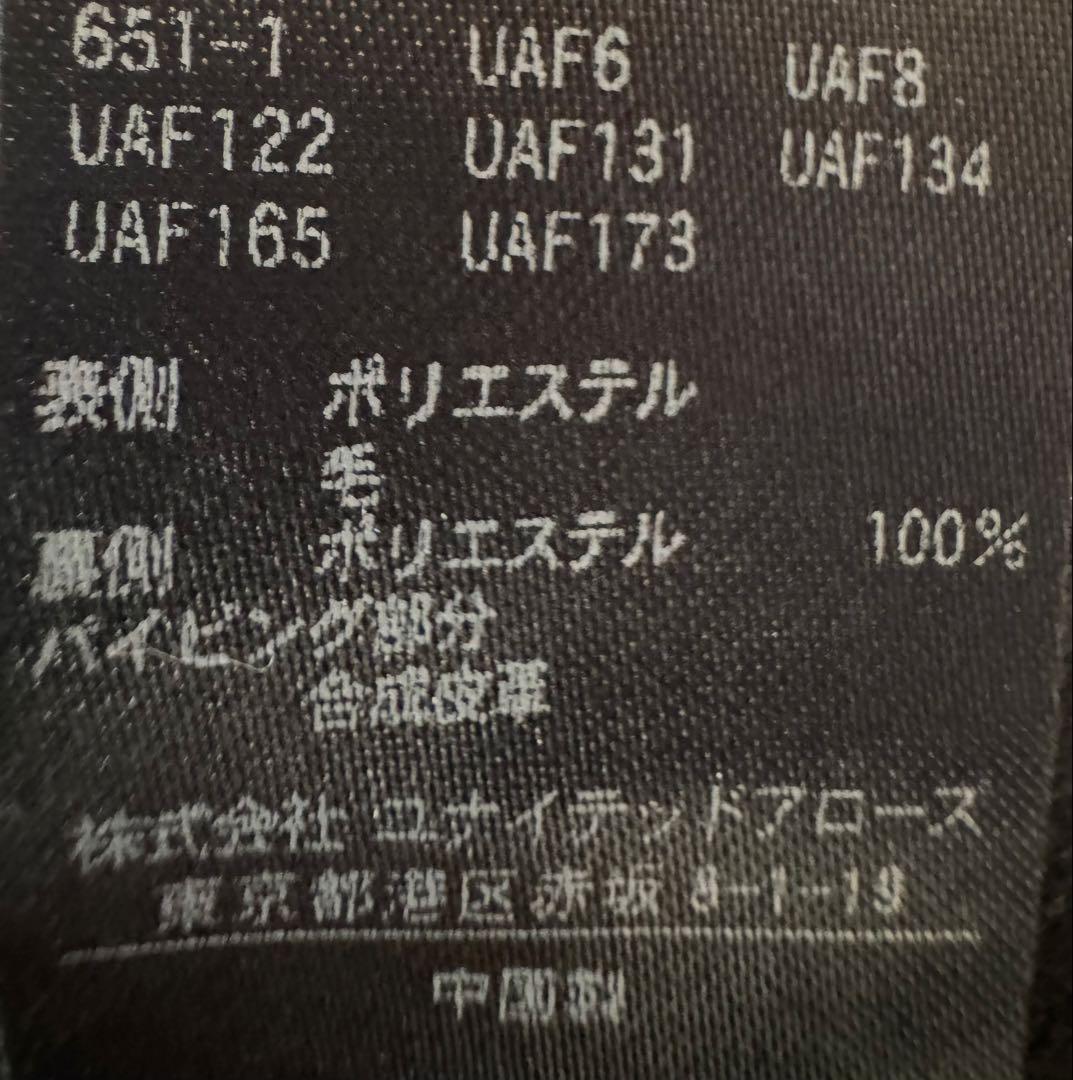 651-1 UAF6 UAF8
UAF122 UAF131 UAF134
UAF165 UAF173
表側 ポリエステル
毛
裏側 ポリエステル 100%
パイピング部分
合成皮革
株式会社 ユナイテッドアローズ
東京都港区赤坂 8-1-19
中国製